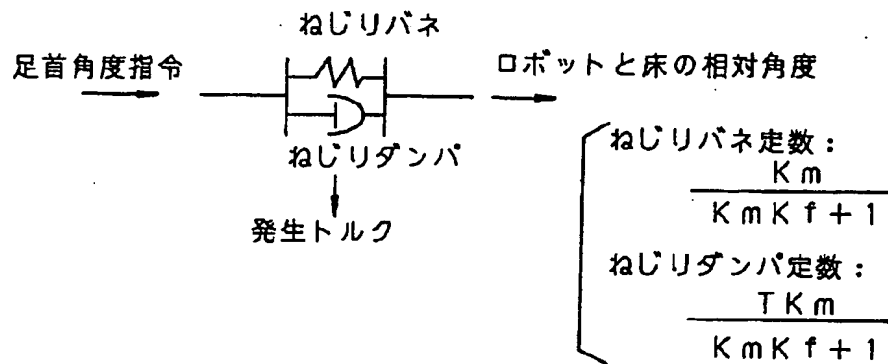 ねじりバネ
足首角度指令
ロボットと床の相対角度
ねじりダンパ
発生トルク
ねじりバネ定数:
Km
KmKf+1
ねじりダンパ定数:
TKm
KmKf+1